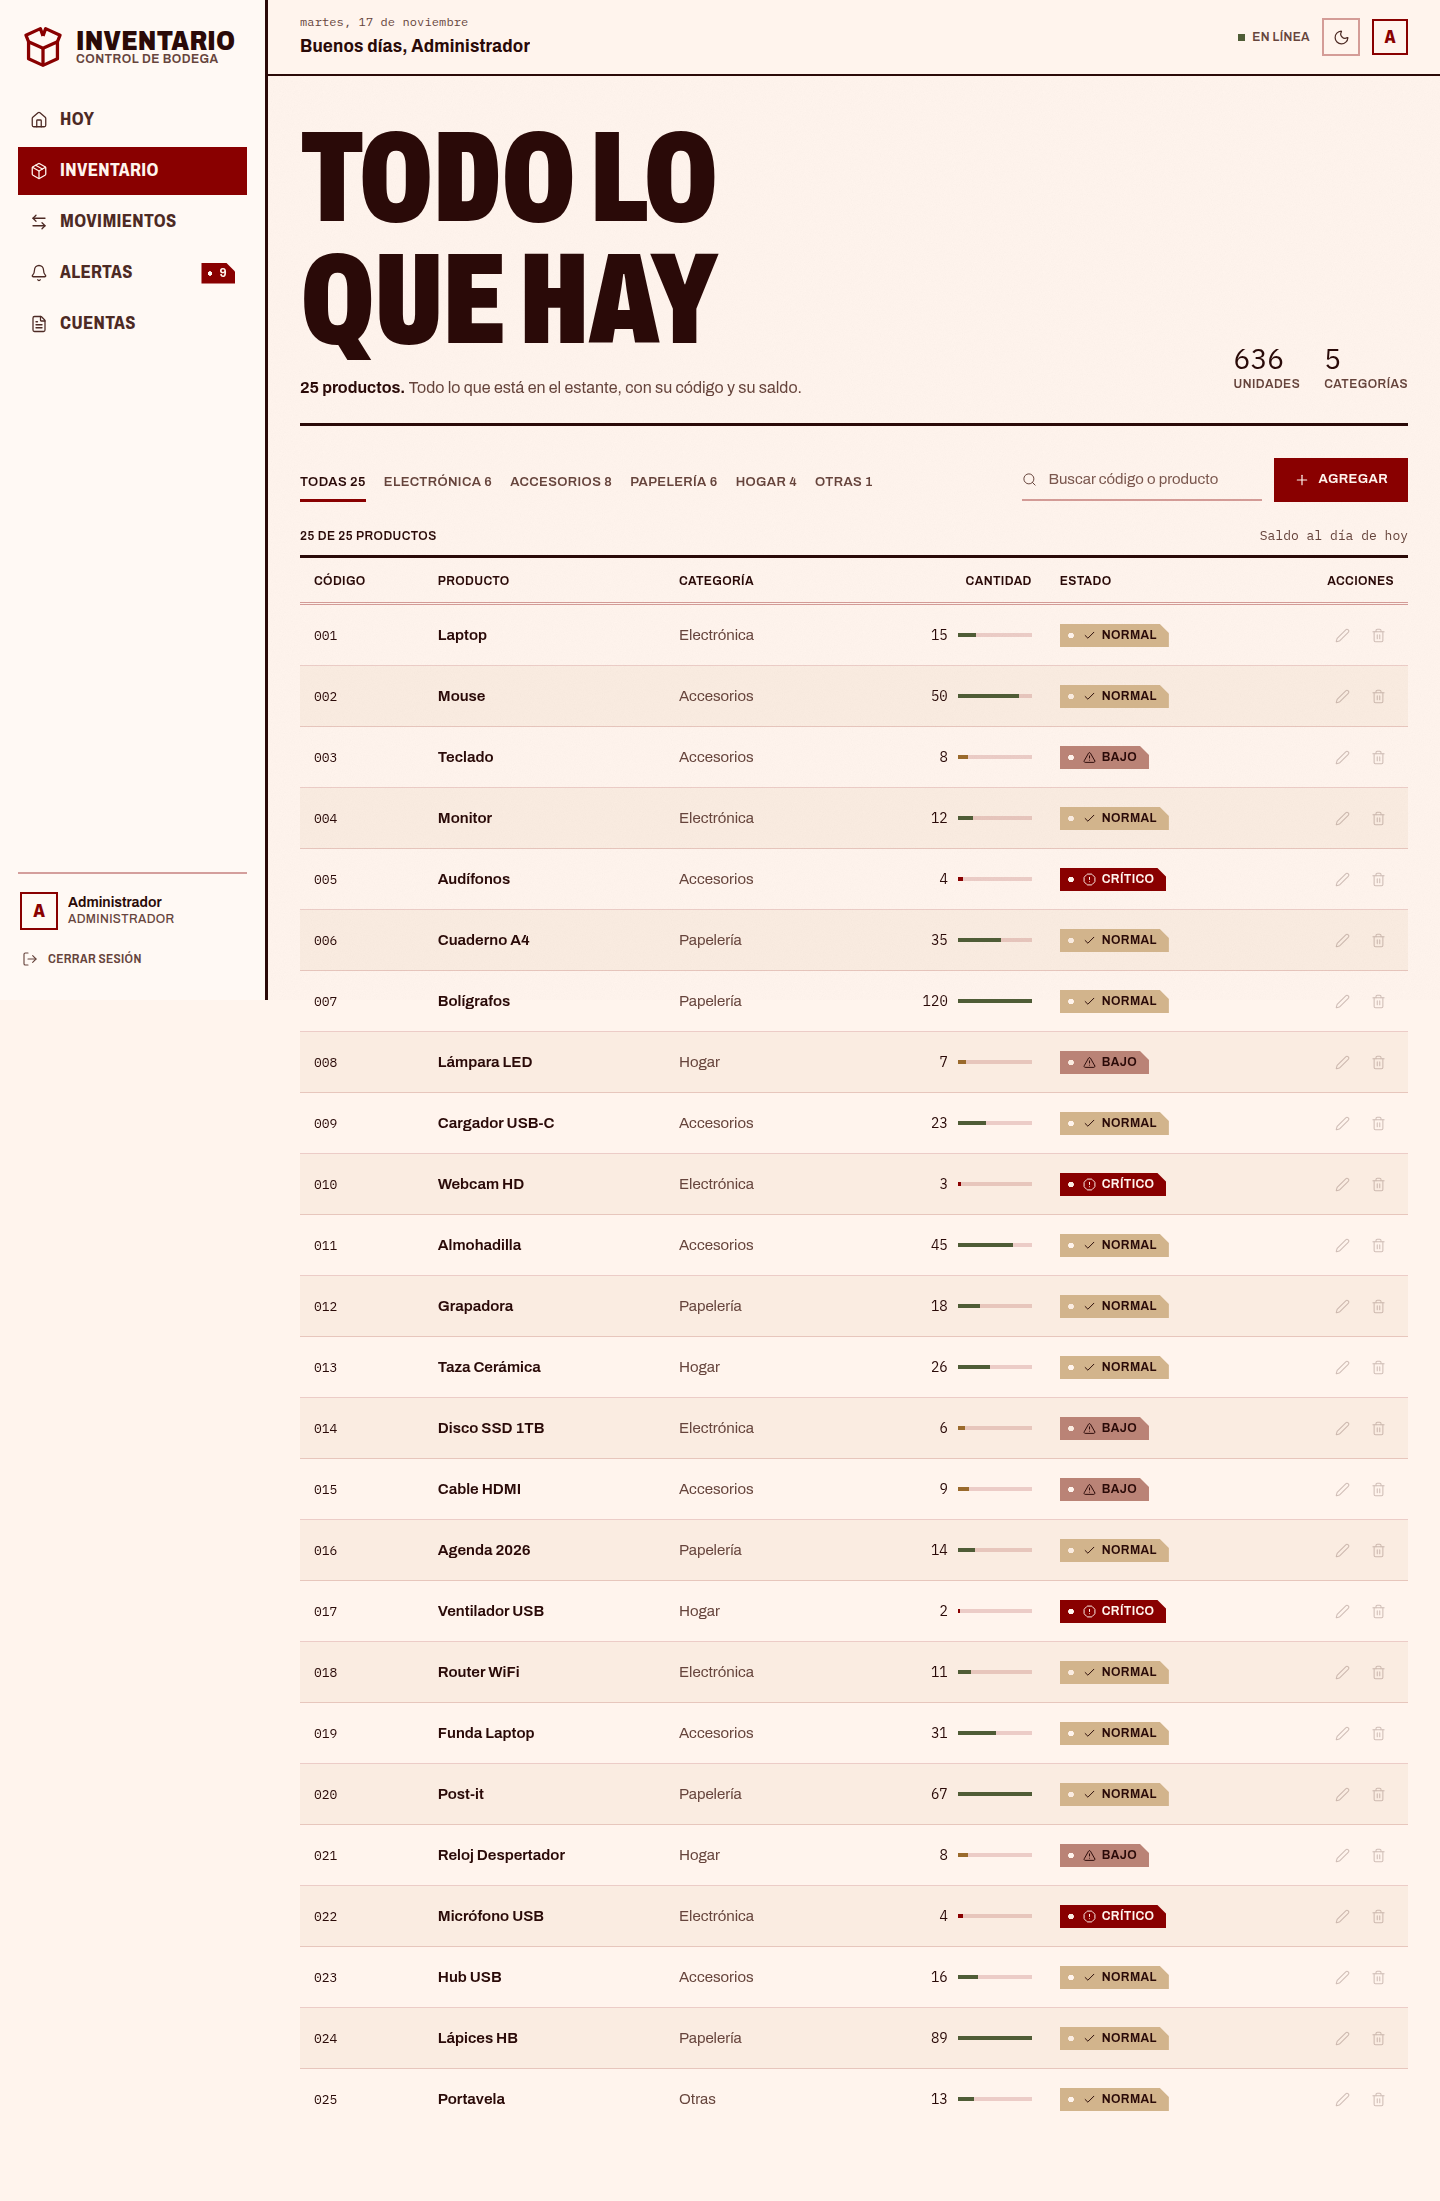 INVENTARIO
CONTROL DE BODEGA
HOY
INVENTARIO
MOVIMIENTOS
ALERTAS 9
CUENTAS
Administrador
ADMINISTRADOR
CERRAR SESIÓN
martes, 17 de noviembre
Buenos días, Administrador
EN LÍNEA
A
TODO LO
QUE HAY
25 productos. Todo lo que está en el estante, con su código y su saldo.
636 5
UNIDADES CATEGORÍAS
TODAS 25 ELECTRÓNICA 6 ACCESORIOS 8 PAPELERÍA 6 HOGAR 4 OTRAS 1
Buscar código o producto
AGREGAR
25 DE 25 PRODUCTOS
Saldo al día de hoy
CÓDIGO PRODUCTO CATEGORÍA CANTIDAD ESTADO ACCIONES
001 Laptop Electrónica 15 NORMAL
002 Mouse Accesorios 50 NORMAL
003 Teclado Accesorios 8 BAJO
004 Monitor Electrónica 12 NORMAL
005 Audífonos Accesorios 4 CRÍTICO
006 Cuaderno A4 Papelería 35 NORMAL
007 Bolígrafos Papelería 120 NORMAL
008 Lámpara LED Hogar 7 BAJO
009 Cargador USB-C Accesorios 23 NORMAL
010 Webcam HD Electrónica 3 CRÍTICO
011 Almohadilla Accesorios 45 NORMAL
012 Grapadora Papelería 18 NORMAL
013 Taza Cerámica Hogar 26 NORMAL
014 Disco SSD 1TB Electrónica 6 BAJO
015 Cable HDMI Accesorios 9 BAJO
016 Agenda 2026 Papelería 14 NORMAL
017 Ventilador USB Hogar 2 CRÍTICO
018 Router WiFi Electrónica 11 NORMAL
019 Funda Laptop Accesorios 31 NORMAL
020 Post-it Papelería 67 NORMAL
021 Reloj Despertador Hogar 8 BAJO
022 Micrófono USB Electrónica 4 CRÍTICO
023 Hub USB Accesorios 16 NORMAL
024 Lápices HB Papelería 89 NORMAL
025 Portavela Otras 13 NORMAL
A